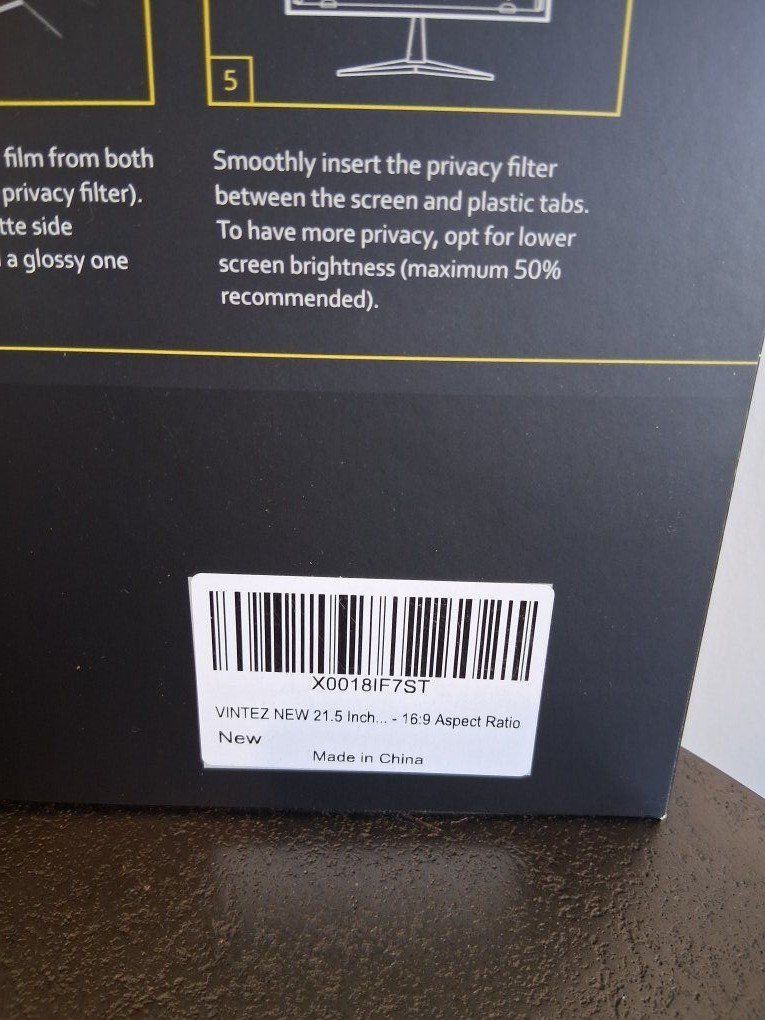 film from both
privacy filter).
tte side
a glossy one
5
Smoothly insert the privacy filter
between the screen and plastic tabs.
To have more privacy, opt for lower
screen brightness (maximum 50%
recommended).
X0018IF7ST
VINTEZ NEW 21.5 Inch... - 16:9 Aspect Ratio
New
Made in China